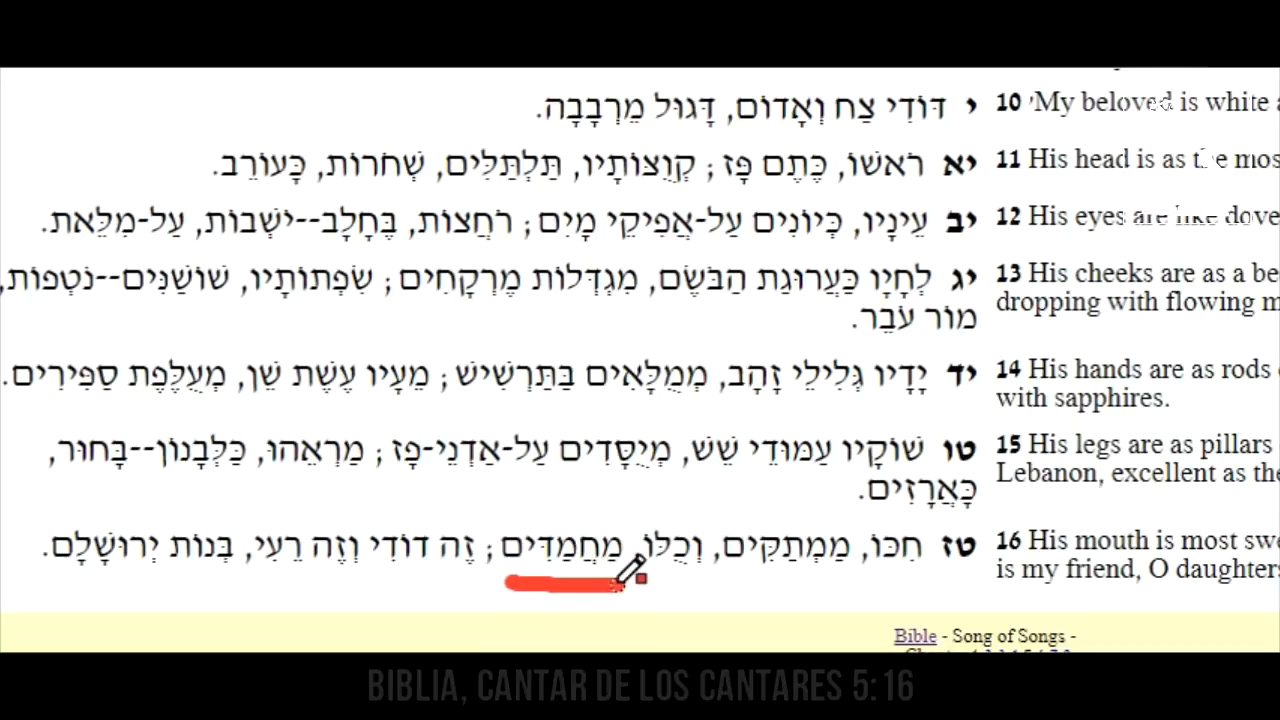 י דּוֹדִי צַח וְאָדוֹם, דָּגוּל מֵרְבָבָה.
10 'My beloved is white
יא רֹאשׁוֹ, כֶּתֶם פָּז; קְוֻצּוֹתָיו, תַּלְתַּלִּים, שְׁחֹרוֹת, כָּעוֹרֵב.
11 His head is as the mos
יב עֵינָיו, כְּיוֹנִים עַל-אֲפִיקֵי מָיִם; רֹחֲצוֹת, בֶּחָלָב--יֹשְׁבוֹת, עַל-מִלֵּאת.
12 His eyes are like dove
יג לְחָיָו כַּעֲרוּגַת הַבֹּשֶׂם, מִגְדְּלוֹת מֶרְקָחִים; שִׂפְתוֹתָיו, שׁוֹשַׁנִּים--נֹטְפוֹת,
מוֹר עֹבֵר.
13 His cheeks are as a be
dropping with flowing m
יד יָדָיו גְּלִילֵי זָהָב, מְמֻלָּאִים בַּתַּרְשִׁישׁ; מֵעָיו עֶשֶׁת שֵׁן, מְעֻלֶּפֶת סַפִּירִים.
14 His hands are as rods
with sapphires.
טו שׁוֹקָיו עַמּוּדֵי שֵׁשׁ, מְיֻסָּדִים עַל-אַדְנֵי-פָז; מַרְאֵהוּ, כַּלְּבָנוֹן--בָּחוּר,
כָּאֲרָזִים.
15 His legs are as pillars
Lebanon, excellent as the
טז חִכּוֹ, מַמְתַקִּים, וְכֻלּוֹ, מַחֲמַדִּים; זֶה דוֹדִי וְזֶה רֵעִי, בְּנוֹת יְרוּשָׁלִָם.
16 His mouth is most swe
is my friend, O daughters
Bible - Song of Songs -
BIBLIA, CANTAR DE LOS CANTARES 5:16